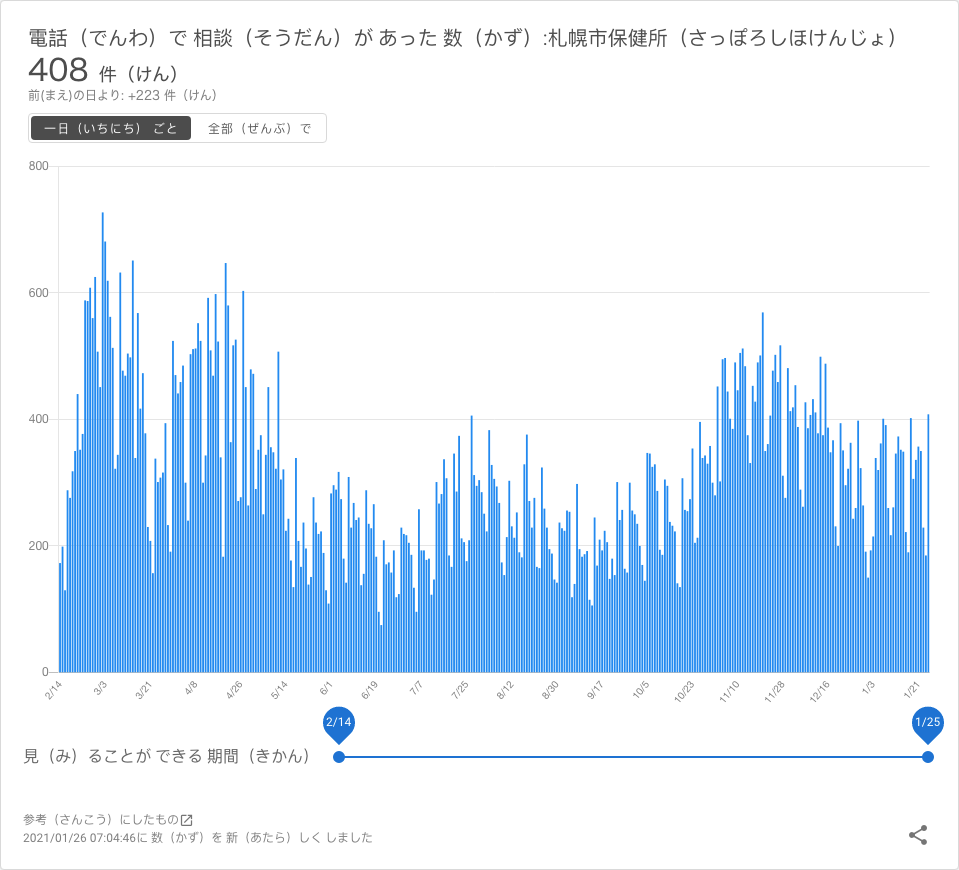 電話（でんわ）で 相談（そうだん）が あった 数（かず）:札幌市保健所（さっぽろしほけんじょ）
408 件（けん）
前(まえ)の日より: +223 件（けん）
一日（いちにち） ごと 全部（ぜんぶ）で
800
600
400
200
0
2/14 3/3 3/21 4/8 4/26 5/14 6/1 6/19 7/7 7/25 8/12 8/30 9/17 10/5 10/23 11/10 11/28 12/16 1/3 1/21
2/14 1/25
見（み）ることが できる 期間（きかん）
参考（さんこう）にしたもの
2021/01/26 07:04:46に 数（かず）を 新（あたら）しく しました